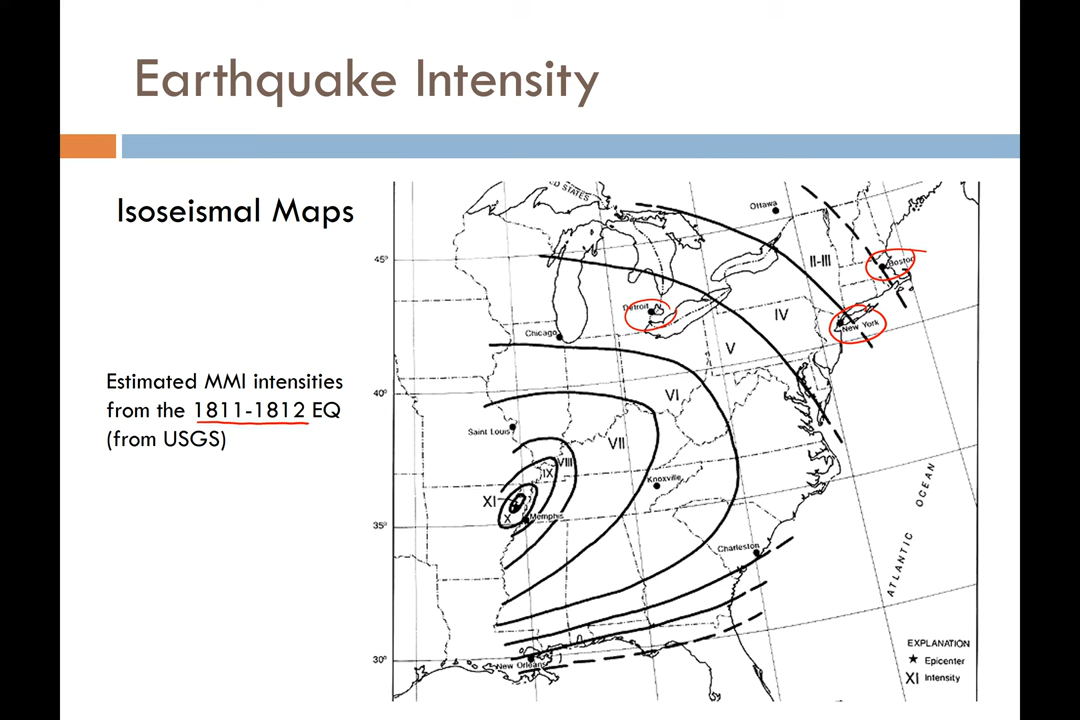 Earthquake Intensity
Isoseismal Maps
Estimated MMI intensities
from the 1811-1812 EQ
(from USGS)
D STATES
Ottawa
45°
II-III
Boston
Detroit
IV
New York
Chicago
V
40°
VI
Saint Louis
VII
VIII
IX
Knoxville
XI
X
Memphis
35°
Charleston
ATLANTIC OCEAN
30°
New Orleans
EXPLANATION
★ Epicenter
XI Intensity